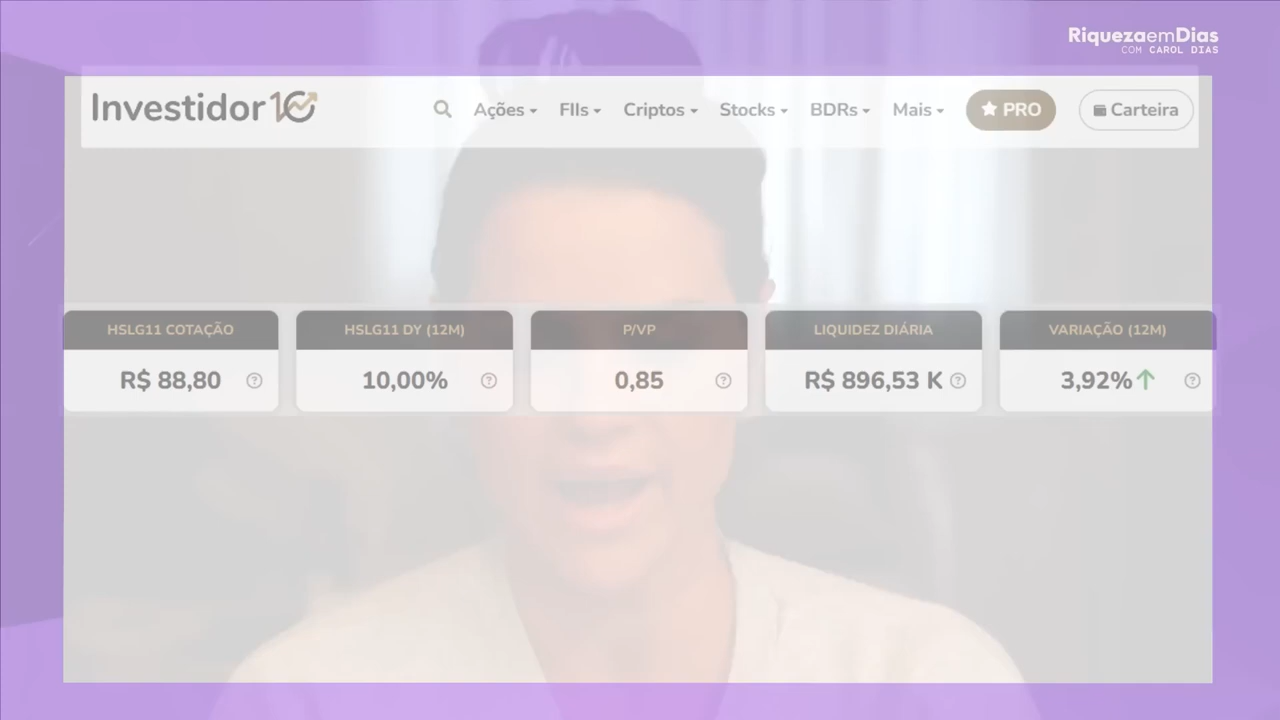 RiquezaemDias
COM CAROL DIAS
Investidor10
Ações
FIIs
Criptos
Stocks
BDRs
Mais
PRO
Carteira
HSLG11 COTAÇÃO
R$ 88,80
HSLG11 DY (12M)
10,00%
P/VP
0,85
LIQUIDEZ DIÁRIA
R$ 896,53 K
VARIAÇÃO (12M)
3,92%